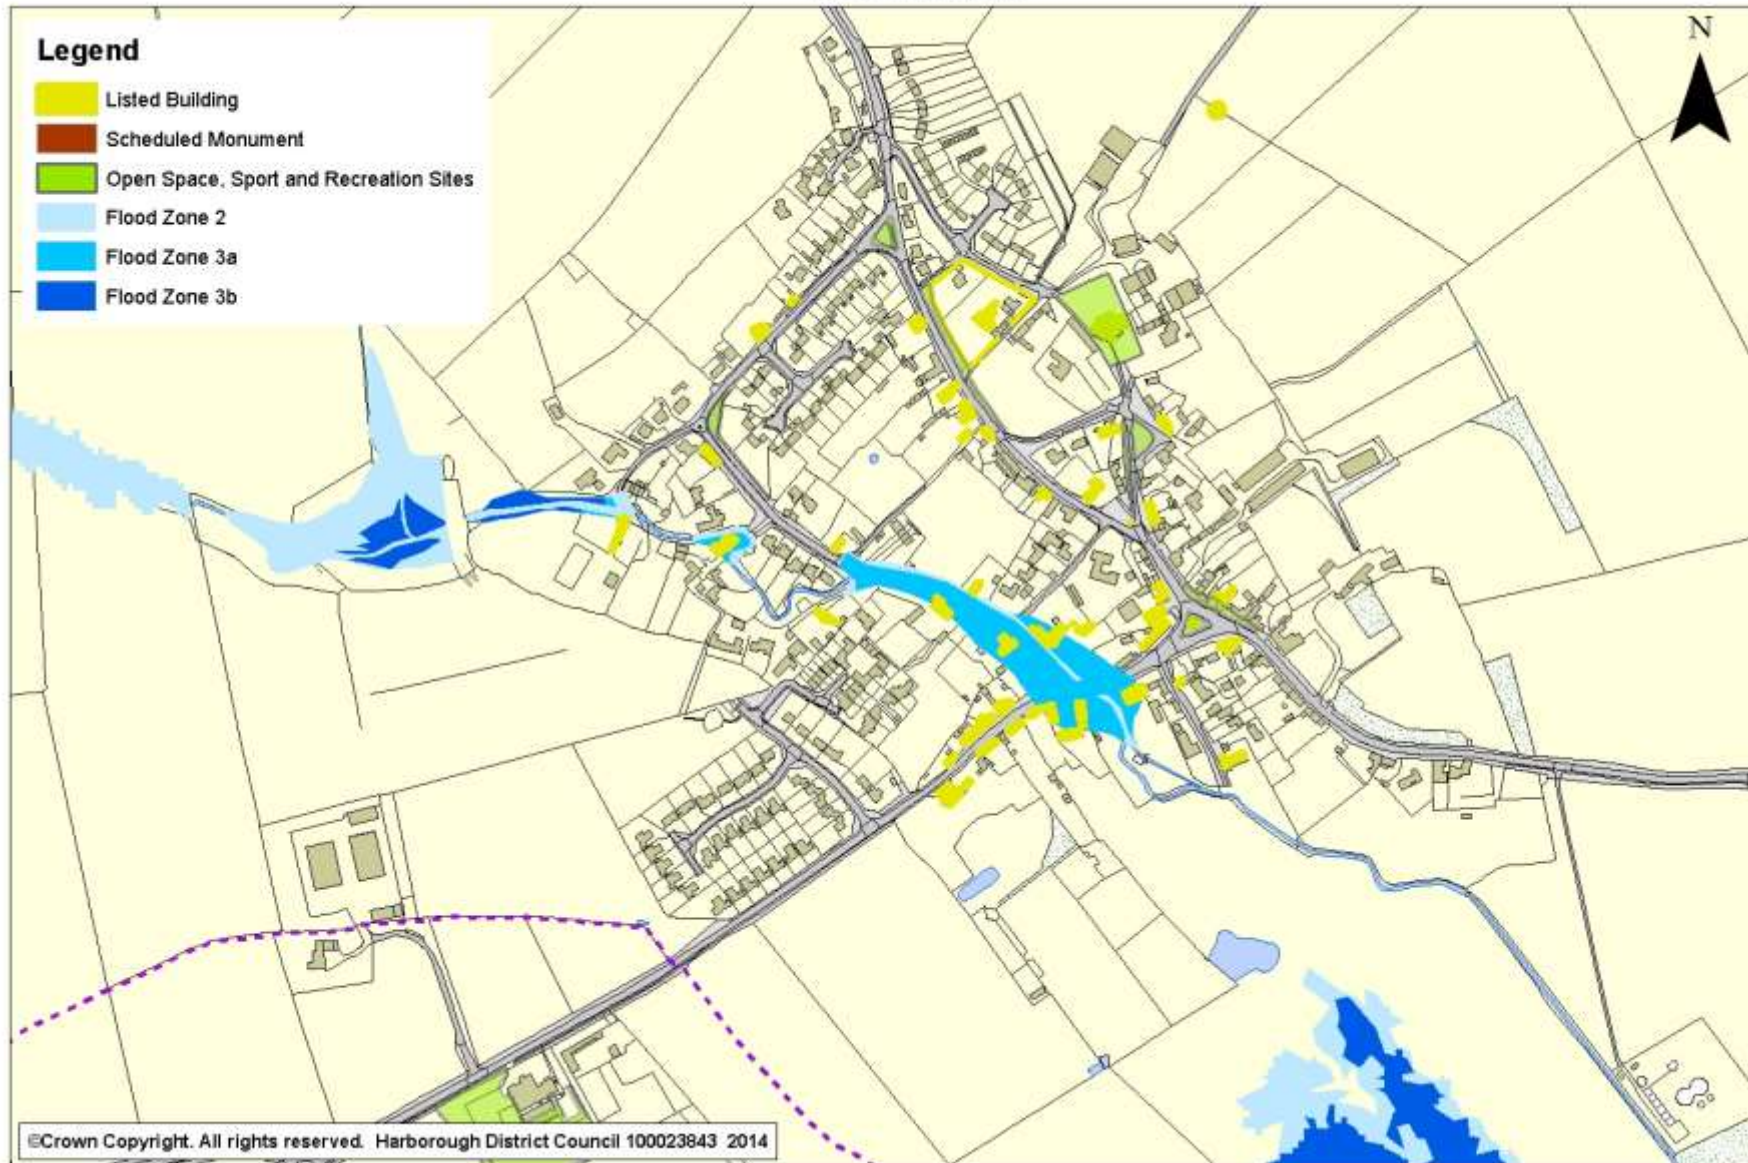 Legend
Listed Building
Scheduled Monument
Open Space, Sport and Recreation Sites
Flood Zone 2
Flood Zone 3a
Flood Zone 3b
N
©Crown Copyright. All rights reserved. Harborough District Council 100023843 2014